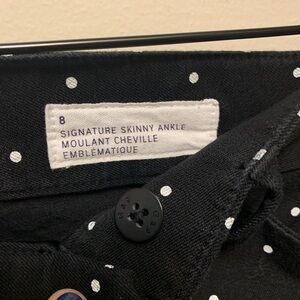 8
SIGNATURE SKINNY ANKLE
MOULANT CHEVILLE
EMBLÉMATIQUE